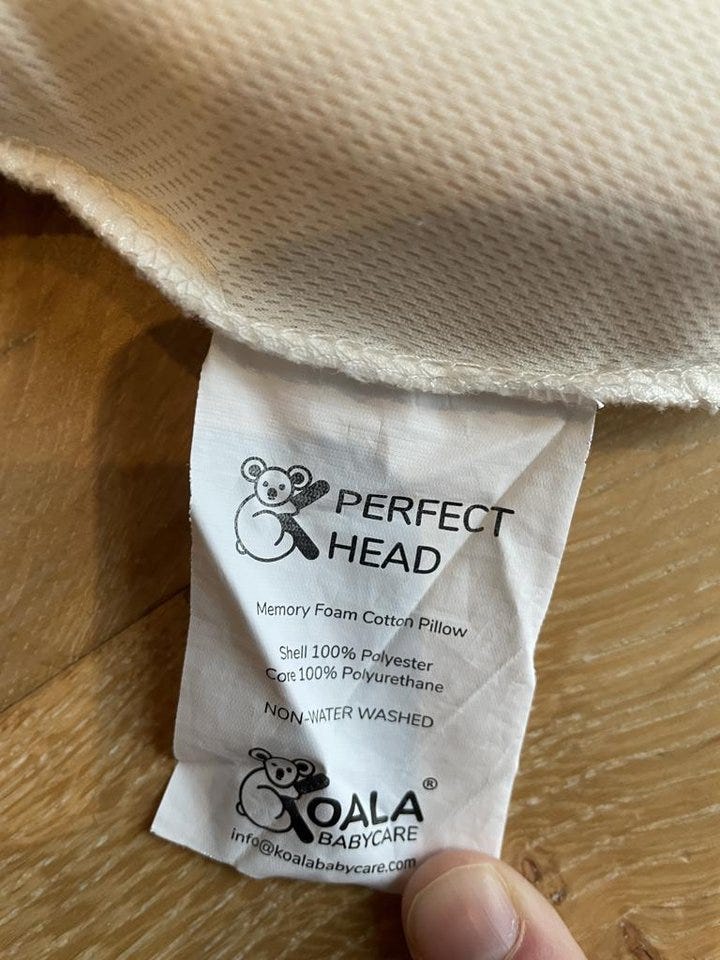 PERFECT
HEAD
Memory Foam Cotton Pillow
Shell 100% Polyester
Core 100% Polyurethane
NON-WATER WASHED
KOALA®
BABYCARE
info@koalababycare.com